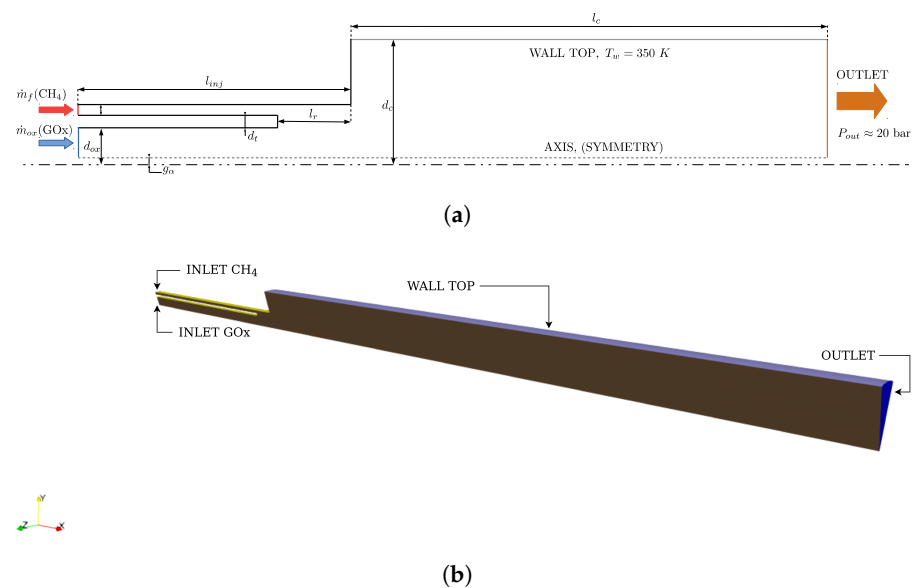 l_c
WALL TOP, T_w = 350 K
l_inj
ṁ_f(CH₄)
OUTLET
d_c
l_r
ṁ_ox(GOx)
d_t
P_out ≈ 20 bar
d_ox
AXIS, (SYMMETRY)
g_α
(a)
INLET CH₄
WALL TOP
INLET GOx
OUTLET
Y
Z
X
(b)